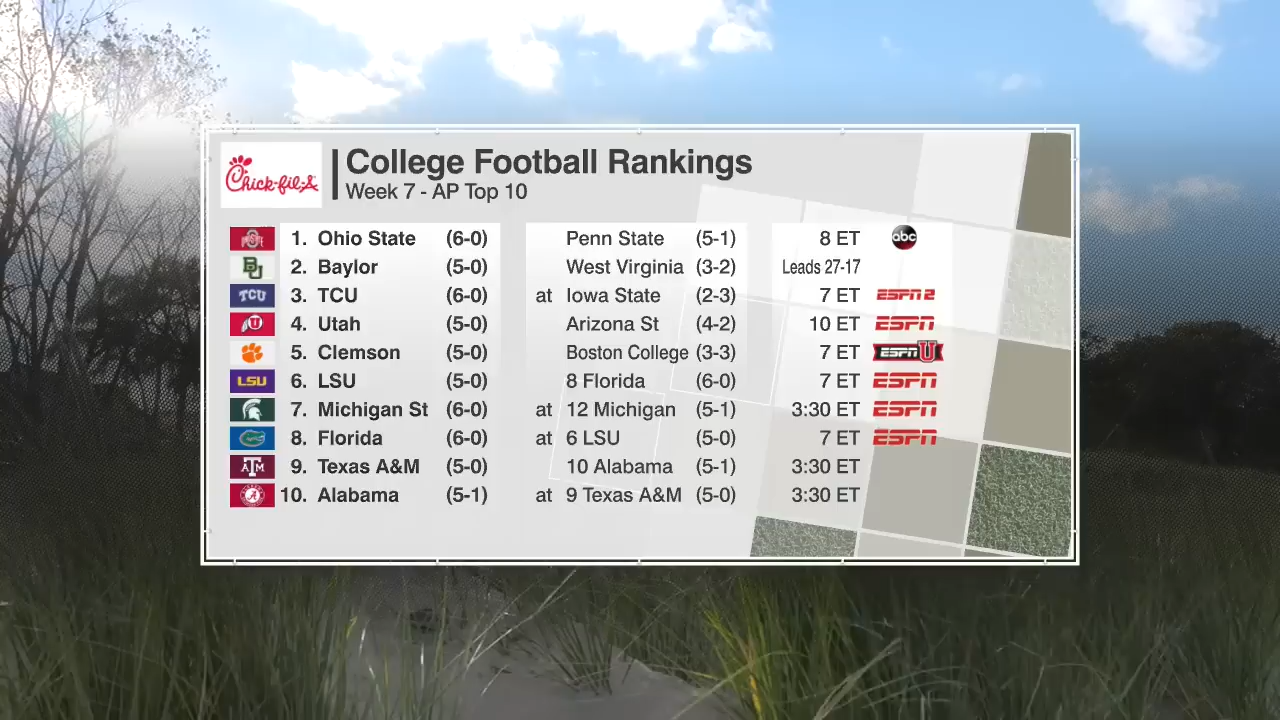 Chick-fil-A
College Football Rankings
Week 7 - AP Top 10
1. Ohio State (6-0) Penn State (5-1) 8 ET abc
BU 2. Baylor (5-0) West Virginia (3-2) Leads 27-17
TCU 3. TCU (6-0) at Iowa State (2-3) 7 ET ESPN2
U 4. Utah (5-0) Arizona St (4-2) 10 ET ESPN
5. Clemson (5-0) Boston College (3-3) 7 ET ESPNU
LSU 6. LSU (5-0) 8 Florida (6-0) 7 ET ESPN
7. Michigan St (6-0) at 12 Michigan (5-1) 3:30 ET ESPN
8. Florida (6-0) at 6 LSU (5-0) 7 ET ESPN
ATM 9. Texas A&M (5-0) 10 Alabama (5-1) 3:30 ET
10. Alabama (5-1) at 9 Texas A&M (5-0) 3:30 ET